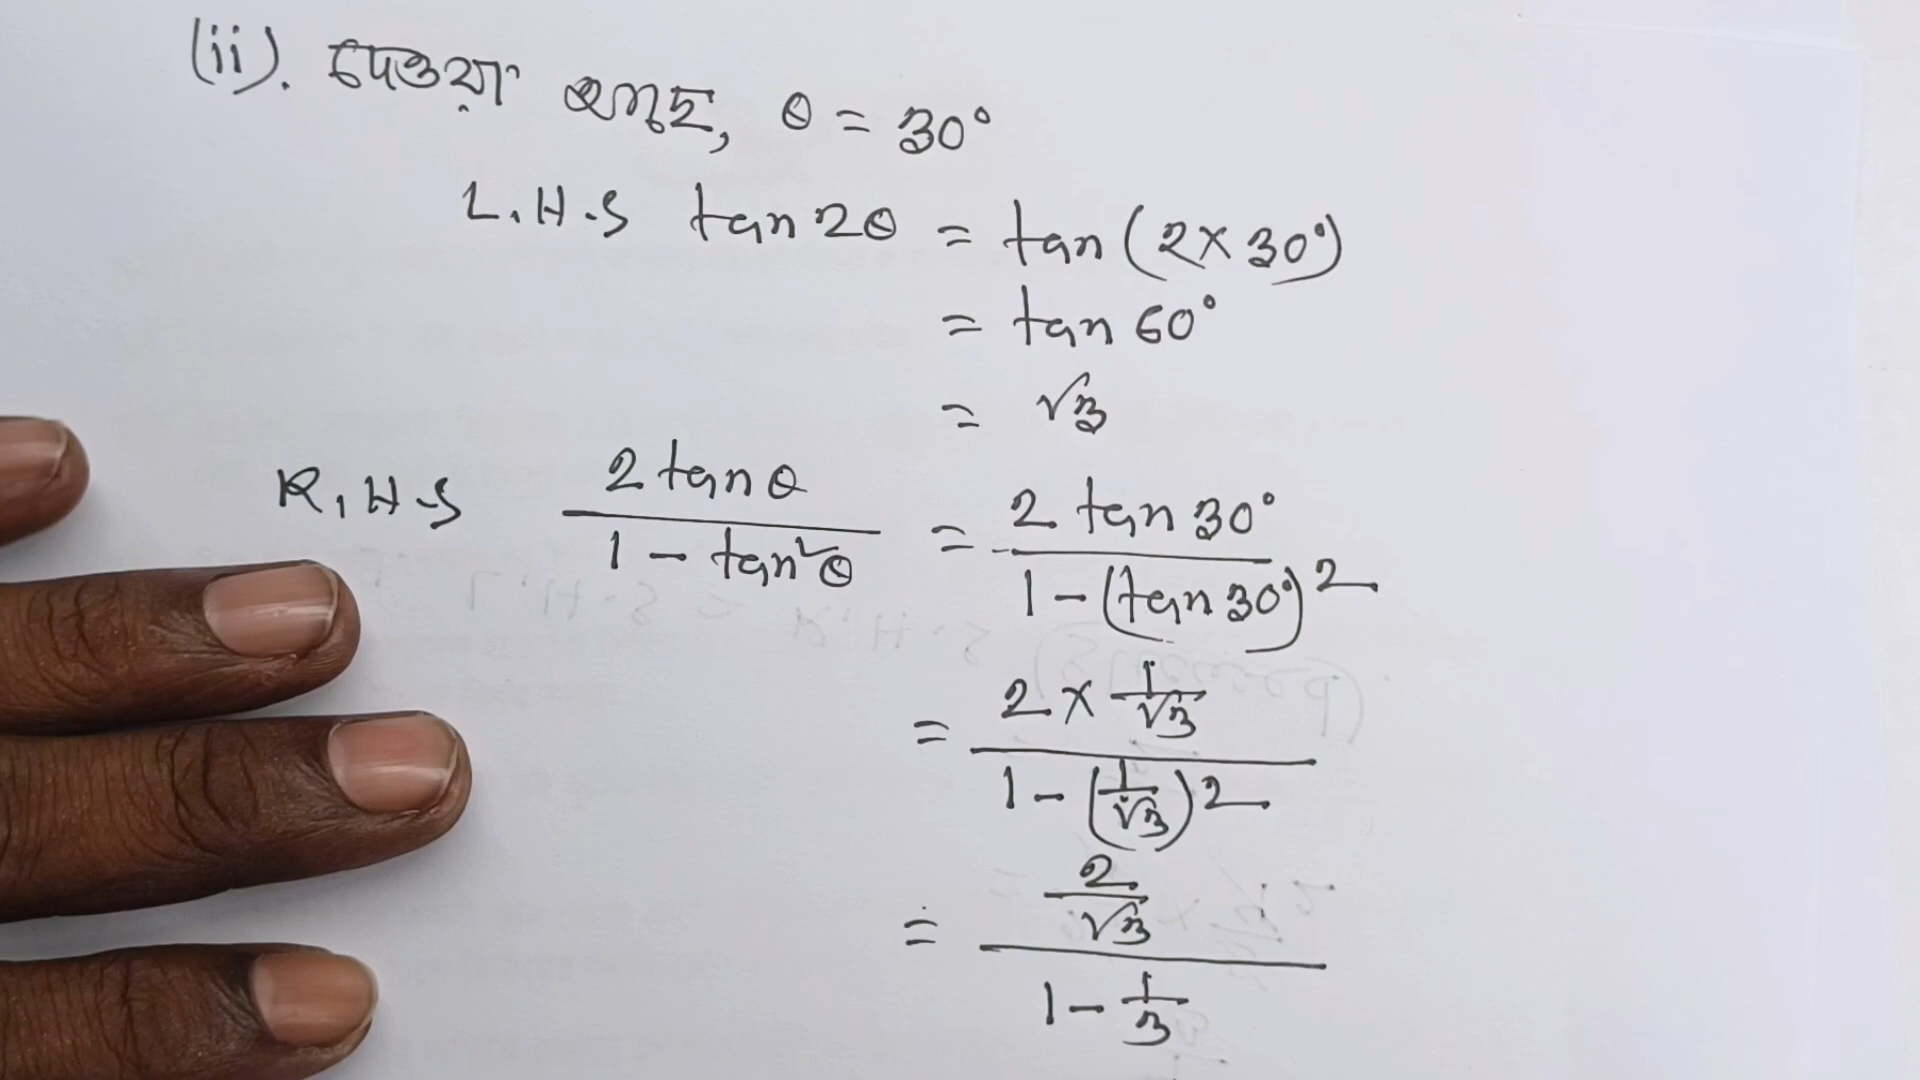 (ii). দেওয়া আছে, θ = 30°
L.H.S tan 2θ = tan (2 × 30°)
= tan 60°
= √3
R.H.S 2 tan θ / 1 - tan²θ = 2 tan 30° / 1 - (tan 30°)²
= 2 × 1/√3 / 1 - (1/√3)²
= 2/√3 / 1 - 1/3